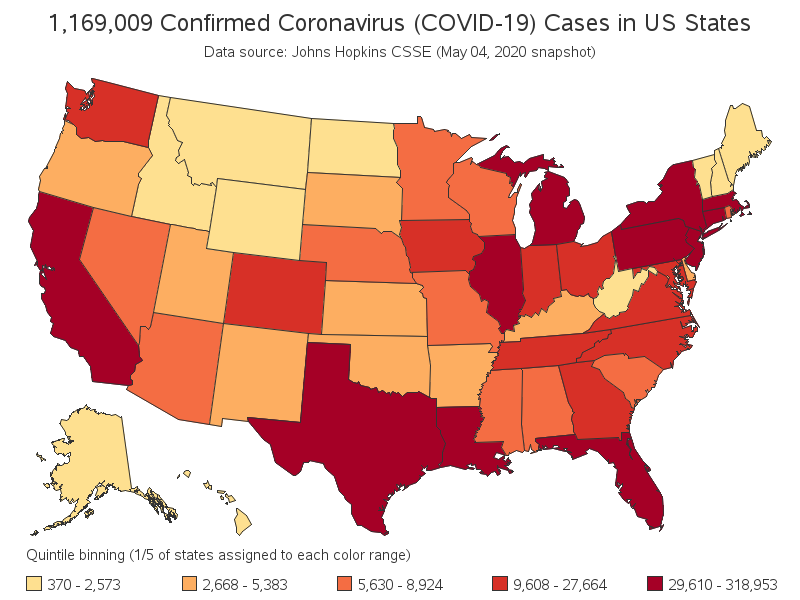 1,169,009 Confirmed Coronavirus (COVID-19) Cases in US States
Data source: Johns Hopkins CSSE (May 04, 2020 snapshot)
Quintile binning (1/5 of states assigned to each color range)
370 - 2,573 2,668 - 5,383 5,630 - 8,924 9,608 - 27,664 29,610 - 318,953